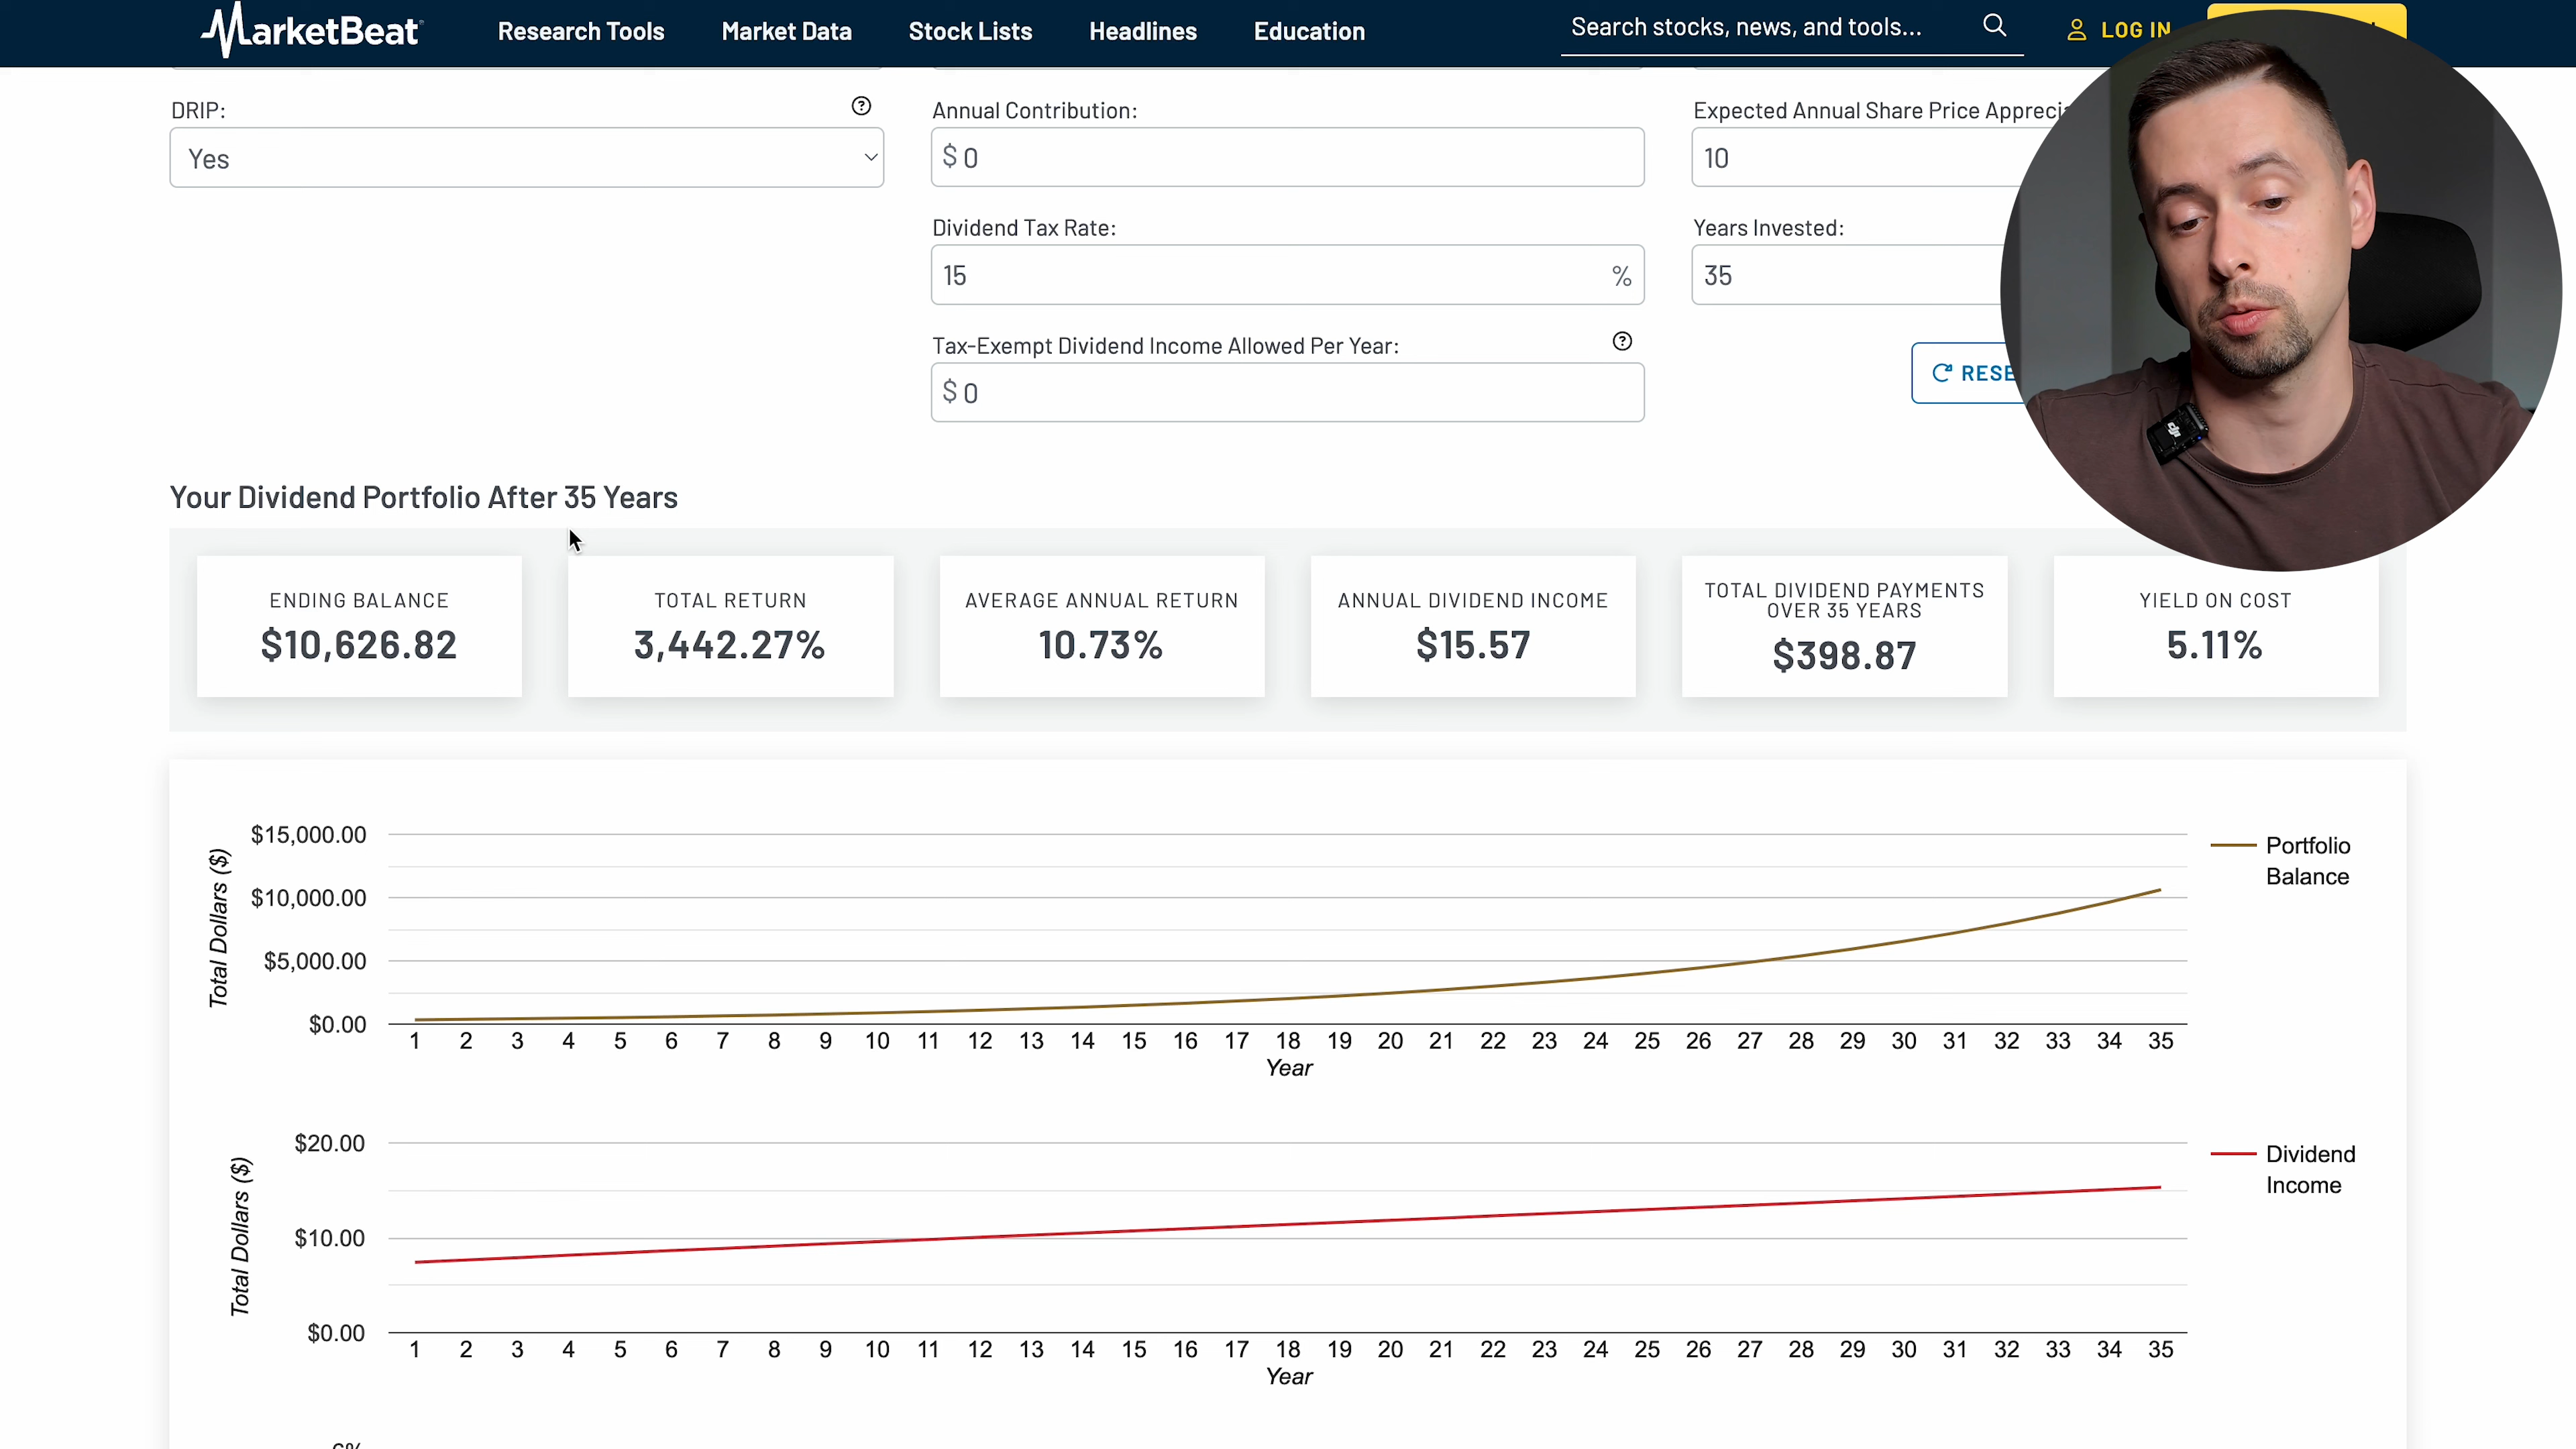 MarketBeat
Research Tools
Market Data
Stock Lists
Headlines
Education
Search stocks, news, and tools...
LOG IN
DRIP:
Yes
Annual Contribution:
$ 0
Expected Annual Share Price
10
Dividend Tax Rate:
15 %
Years Invested:
35
Tax-Exempt Dividend Income Allowed Per Year:
$ 0
Your Dividend Portfolio After 35 Years
ENDING BALANCE
$10,626.82
TOTAL RETURN
3,442.27%
AVERAGE ANNUAL RETURN
10.73%
ANNUAL DIVIDEND INCOME
$15.57
TOTAL DIVIDEND PAYMENTS
OVER 35 YEARS
$398.87
YIELD ON COST
5.11%
Total Dollars ($)
$15,000.00
$10,000.00
$5,000.00
$0.00
1 2 3 4 5 6 7 8 9 10 11 12 13 14 15 16 17 18 19 20 21 22 23 24 25 26 27 28 29 30 31 32 33 34 35
Year
Portfolio
Balance
Total Dollars ($)
$20.00
$10.00
$0.00
1 2 3 4 5 6 7 8 9 10 11 12 13 14 15 16 17 18 19 20 21 22 23 24 25 26 27 28 29 30 31 32 33 34 35
Year
Dividend
Income
dji